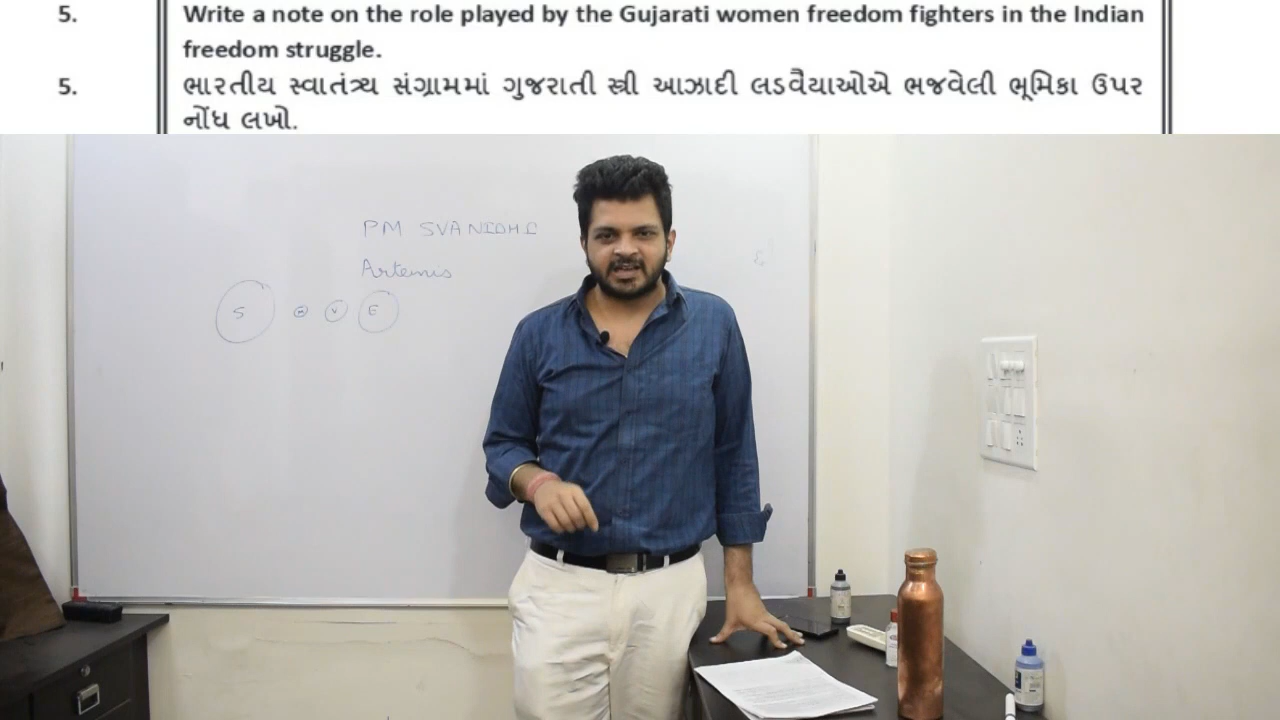 5. Write a note on the role played by the Gujarati women freedom fighters in the Indian
freedom struggle.
5. ભારતીય સ્વાતંત્ર્ય સંગ્રામમાં ગુજરાતી સ્ત્રી આઝાદી લડવૈયાઓએ ભજવેલી ભૂમિકા ઉપર
નોંધ લખો.
PM SVANIDHI
Artemis
S M V E